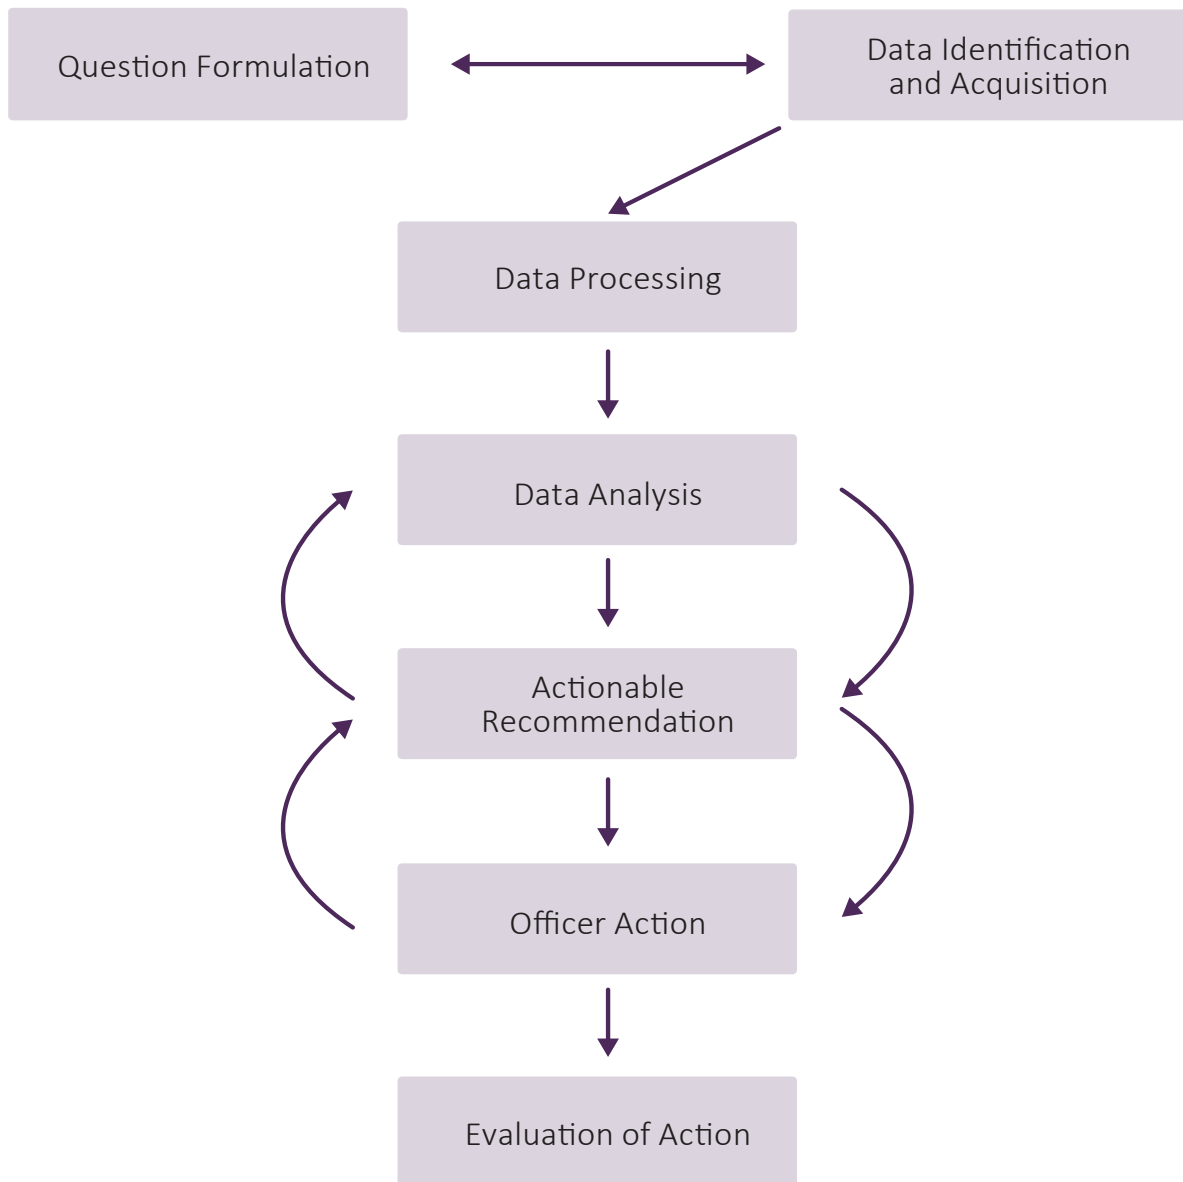 Question Formulation
Data Identification
and Acquisition
Data Processing
Data Analysis
Actionable
Recommendation
Officer Action
Evaluation of Action